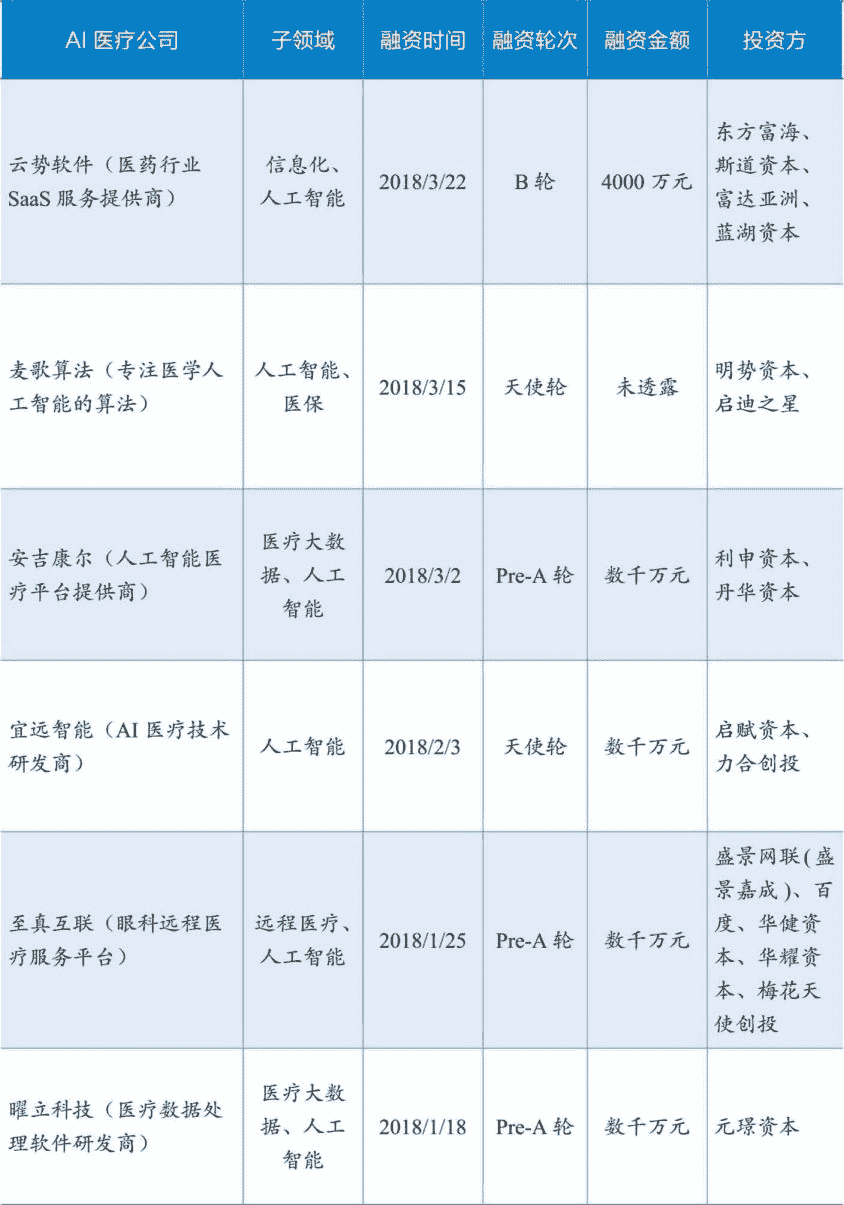 AI 医疗公司
子领域
融资时间
融资轮次
融资金额
投资方
云势软件（医药行业
SaaS 服务提供商）
信息化、
人工智能
2018/3/22
B 轮
4000 万元
东方富海、
斯道资本、
富达亚洲、
蓝湖资本
麦歌算法（专注医学人
工智能的算法）
人工智能、
医保
2018/3/15
天使轮
未透露
明势资本、
启迪之星
安吉康尔（人工智能医
疗平台提供商）
医疗大数
据、人工
智能
2018/3/2
Pre-A 轮
数千万元
利申资本、
丹华资本
宜远智能（AI 医疗技术
研发商）
人工智能
2018/2/3
天使轮
数千万元
启赋资本、
力合创投
至真互联（眼科远程医
疗服务平台）
远程医疗、
人工智能
2018/1/25
Pre-A 轮
数千万元
盛景网联(盛
景嘉成)、百
度、华健资
本、华耀资
本、梅花天
使创投
曜立科技（医疗数据处
理软件研发商）
医疗大数
据、人工
智能
2018/1/18
Pre-A 轮
数千万元
元璟资本